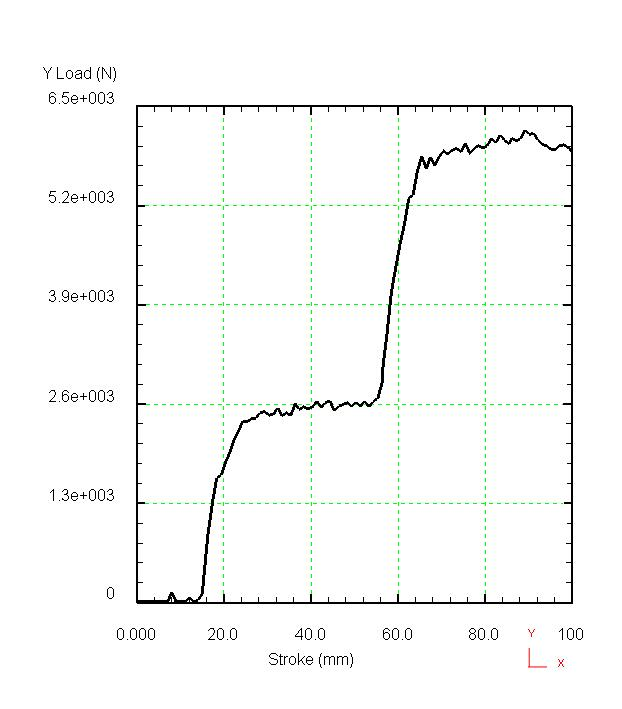 Y Load (N)
6.5e+003
5.2e+003
3.9e+003
2.6e+003
1.3e+003
0
0.000 20.0 40.0 60.0 80.0 100
Stroke (mm)
Y
X